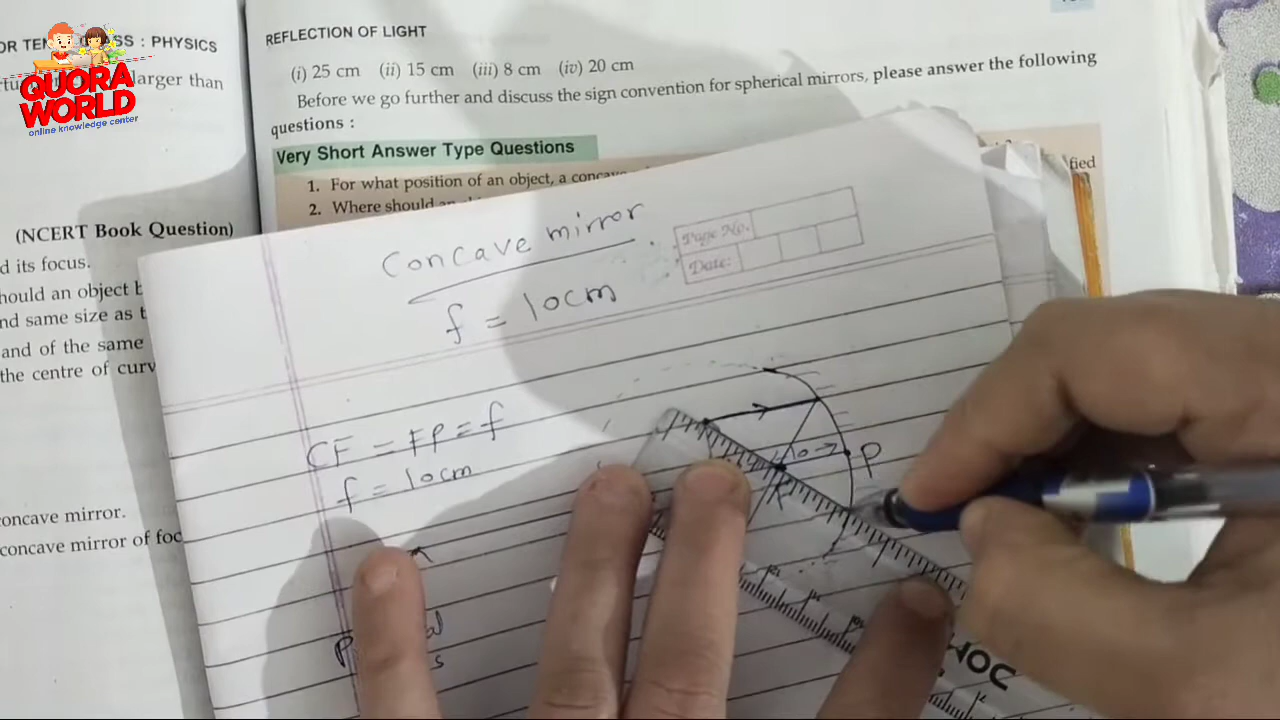 OR TEN
SS : PHYSICS
larger than
QUORA
WORLD
online knowledge center
(NCERT Book Question)
d its focus.
hould an object b
nd same size as t
and of the same
the centre of curv
concave mirror.
concave mirror of foc
REFLECTION OF LIGHT
(i) 25 cm (ii) 15 cm (iii) 8 cm (iv) 20 cm
Before we go further and discuss the sign convention for spherical mirrors, please answer the following
questions :
Very Short Answer Type Questions
1. For what position of an object, a concave
2. Where should an
fied
Concave mirror
f = 10cm
Page No.
Date:
CF = FP = f
f = 10cm
10
P